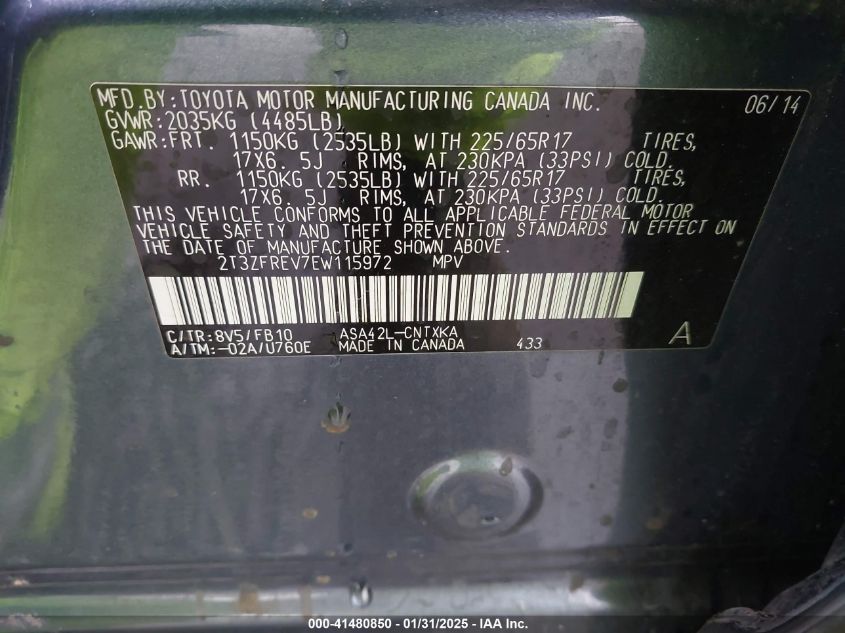 MFD.BY:TOYOTA MOTOR MANUFACTURING CANADA INC. 06/14
GVWR:2035KG (4485LB)
GAWR:FRT. 1150KG (2535LB) WITH 225/65R17 TIRES,
17X6.5J RIMS, AT 230KPA (33PSI) COLD.
RR. 1150KG (2535LB) WITH 225/65R17 TIRES,
17X6.5J RIMS, AT 230KPA (33PSI) COLD.
THIS VEHICLE CONFORMS TO ALL APPLICABLE FEDERAL MOTOR
VEHICLE SAFETY AND THEFT PREVENTION STANDARDS IN EFFECT ON
THE DATE OF MANUFACTURE SHOWN ABOVE.
2T3ZFREV7EW115972 MPV
C/TR:8V5/FB10 ASA42L-CNTXKA
A/TM:-02A/U760E MADE IN CANADA 433 A
000-41480850 - 01/31/2025 - IAA Inc.